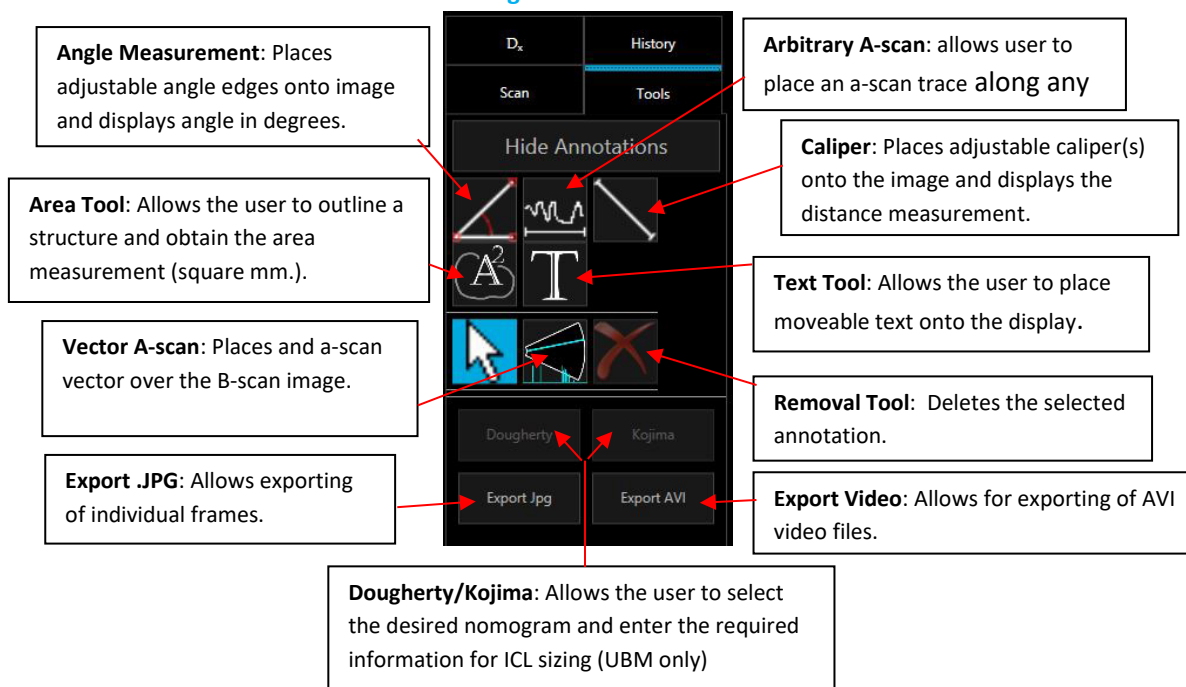 Angle Measurement: Places
adjustable angle edges onto image
and displays angle in degrees.
Area Tool: Allows the user to outline a
structure and obtain the area
measurement (square mm.).
Vector A-scan: Places and a-scan
vector over the B-scan image.
Export .JPG: Allows exporting
of individual frames.
Dx
History
Scan
Tools
Hide Annotations
A2
T
Dougherty
Kojima
Export Jpg
Export AVI
Arbitrary A-scan: allows user to
place an a-scan trace along any
Caliper: Places adjustable caliper(s)
onto the image and displays the
distance measurement.
Text Tool: Allows the user to place
moveable text onto the display.
Removal Tool: Deletes the selected
annotation.
Export Video: Allows for exporting of AVI
video files.
Dougherty/Kojima: Allows the user to select
the desired nomogram and enter the required
information for ICL sizing (UBM only)